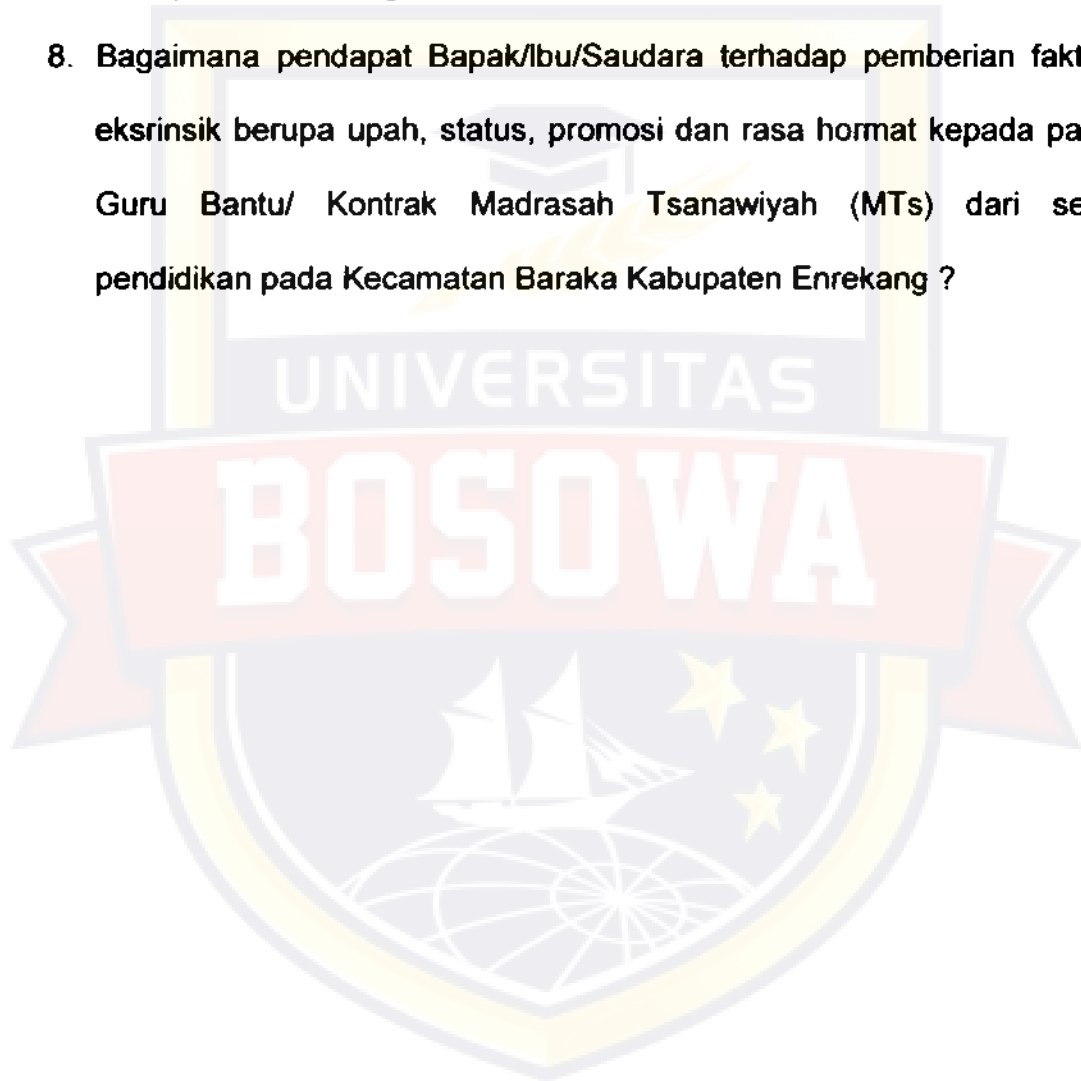 8. Bagaimana pendapat Bapak/Ibu/Saudara terhadap pemberian fakt
eksrinsik berupa upah, status, promosi dan rasa hormat kepada pa
Guru Bantu/ Kontrak Madrasah Tsanawiyah (MTs) dari se
pendidikan pada Kecamatan Baraka Kabupaten Enrekang ?
UNIVERSITAS
BOSOWA